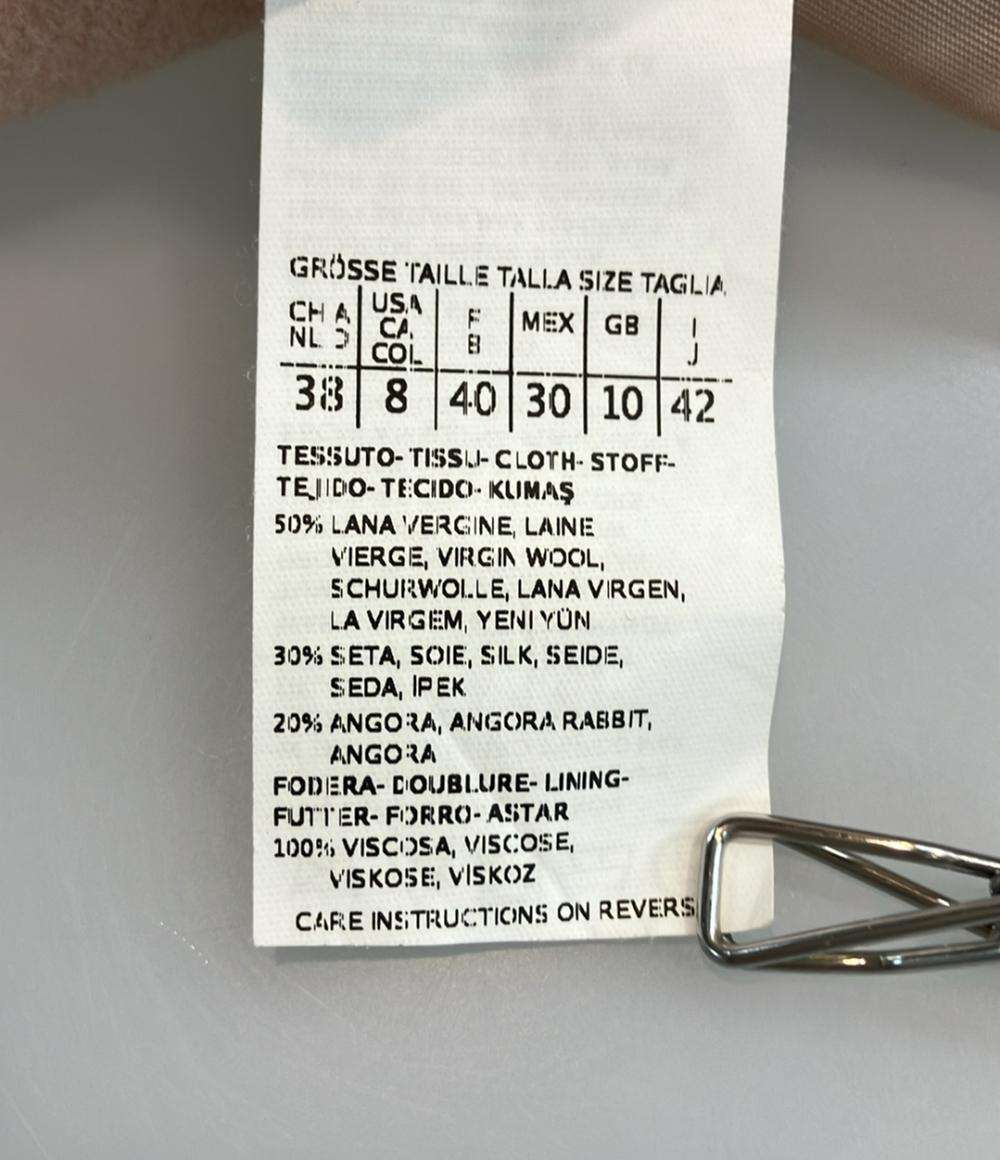 GRÖSSE TAILLE TALLA SIZE TAGLIA
CH A USA F MEX GB I
NL D CA B J
COL
38 8 40 30 10 42
TESSUTO- TISSU- CLOTH- STOFF-
TEJIDO- TECIDO- KUMAŞ
50% LANA VERGINE, LAINE
VIERGE, VIRGIN WOOL,
SCHURWOLLE, LANA VIRGEN,
LA VIRGEM, YENI YÜN
30% SETA, SOIE, SILK, SEIDE,
SEDA, İPEK
20% ANGORA, ANGORA RABBIT,
ANGORA
FODERA- DOUBLURE- LINING-
FUTTER- FORRO- ASTAR
100% VISCOSA, VISCOSE,
VISKOSE, VİSKOZ
CARE INSTRUCTIONS ON REVERS